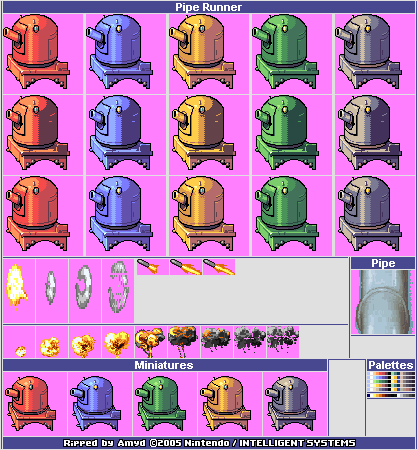 Pipe Runner
Pipe
Miniatures
Palettes
Ripped by Amyd ©2005 Nintendo / INTELLIGENT SYSTEMS